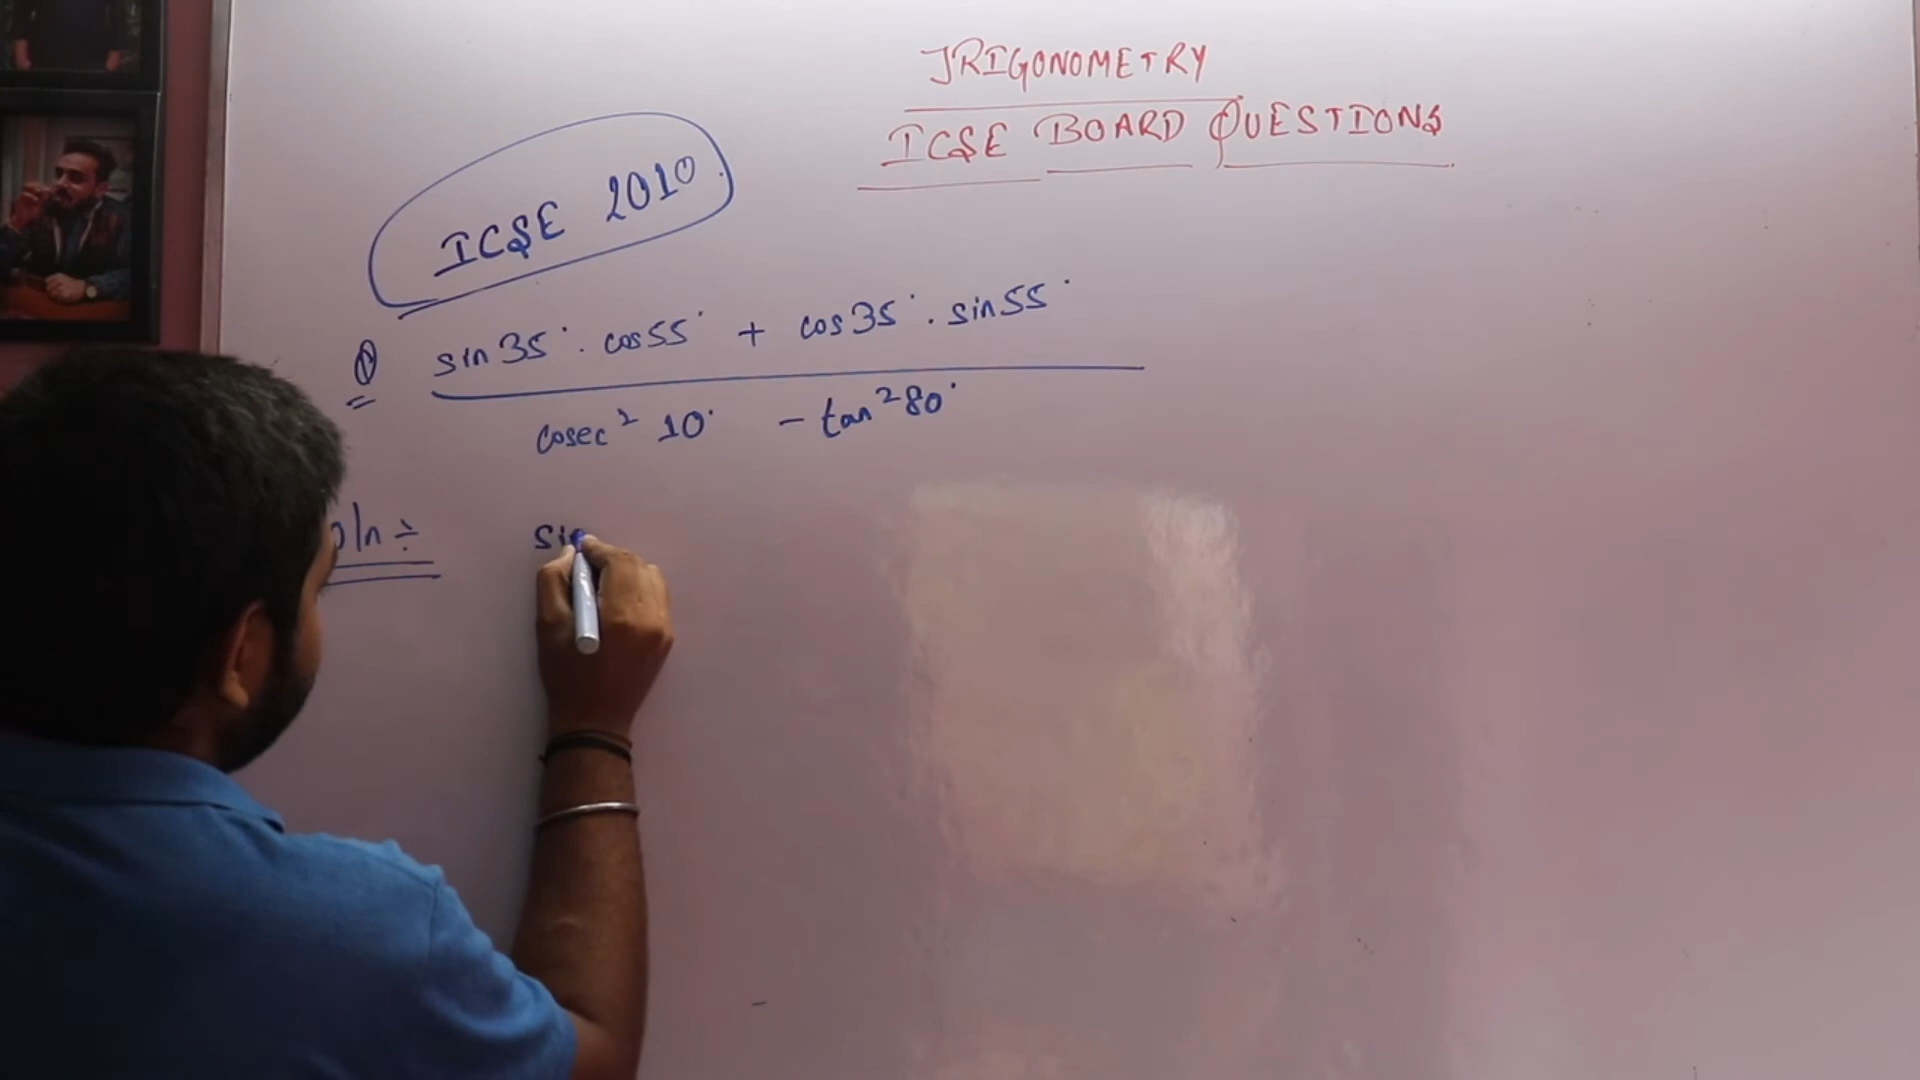 TRIGONOMETRY
ICSE BOARD QUESTIONS
ICSE 2010
Q sin 35° . cos 55° + cos 35° . sin 55°
cosec² 10° - tan² 80°
oln ÷ sin